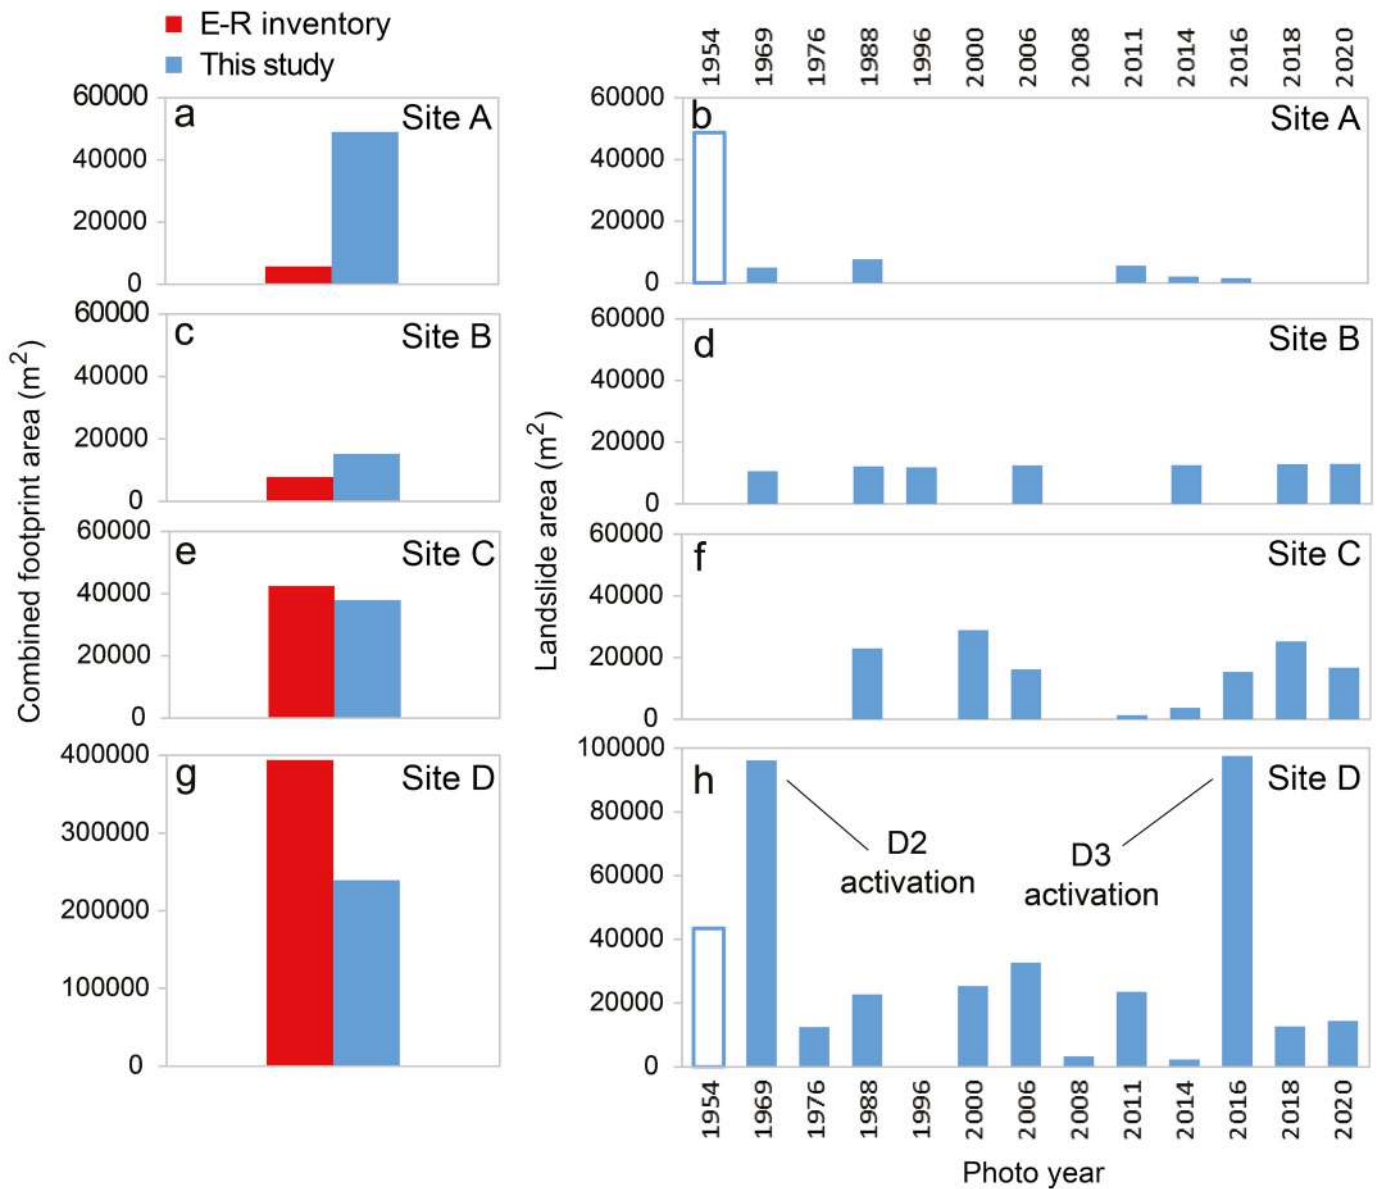 E-R inventory
This study
1954
1969
1976
1988
1996
2000
2006
2008
2011
2014
2016
2018
2020
Combined footprint area (m²)
60000
40000
20000
0
a
Site A
60000
40000
20000
0
c
Site B
60000
40000
20000
0
e
Site C
400000
300000
200000
100000
0
g
Site D
Landslide area (m²)
60000
40000
20000
0
b
Site A
60000
40000
20000
0
d
Site B
60000
40000
20000
0
f
Site C
100000
80000
60000
40000
20000
0
h
Site D
D2
activation
D3
activation
1954
1969
1976
1988
1996
2000
2006
2008
2011
2014
2016
2018
2020
Photo year